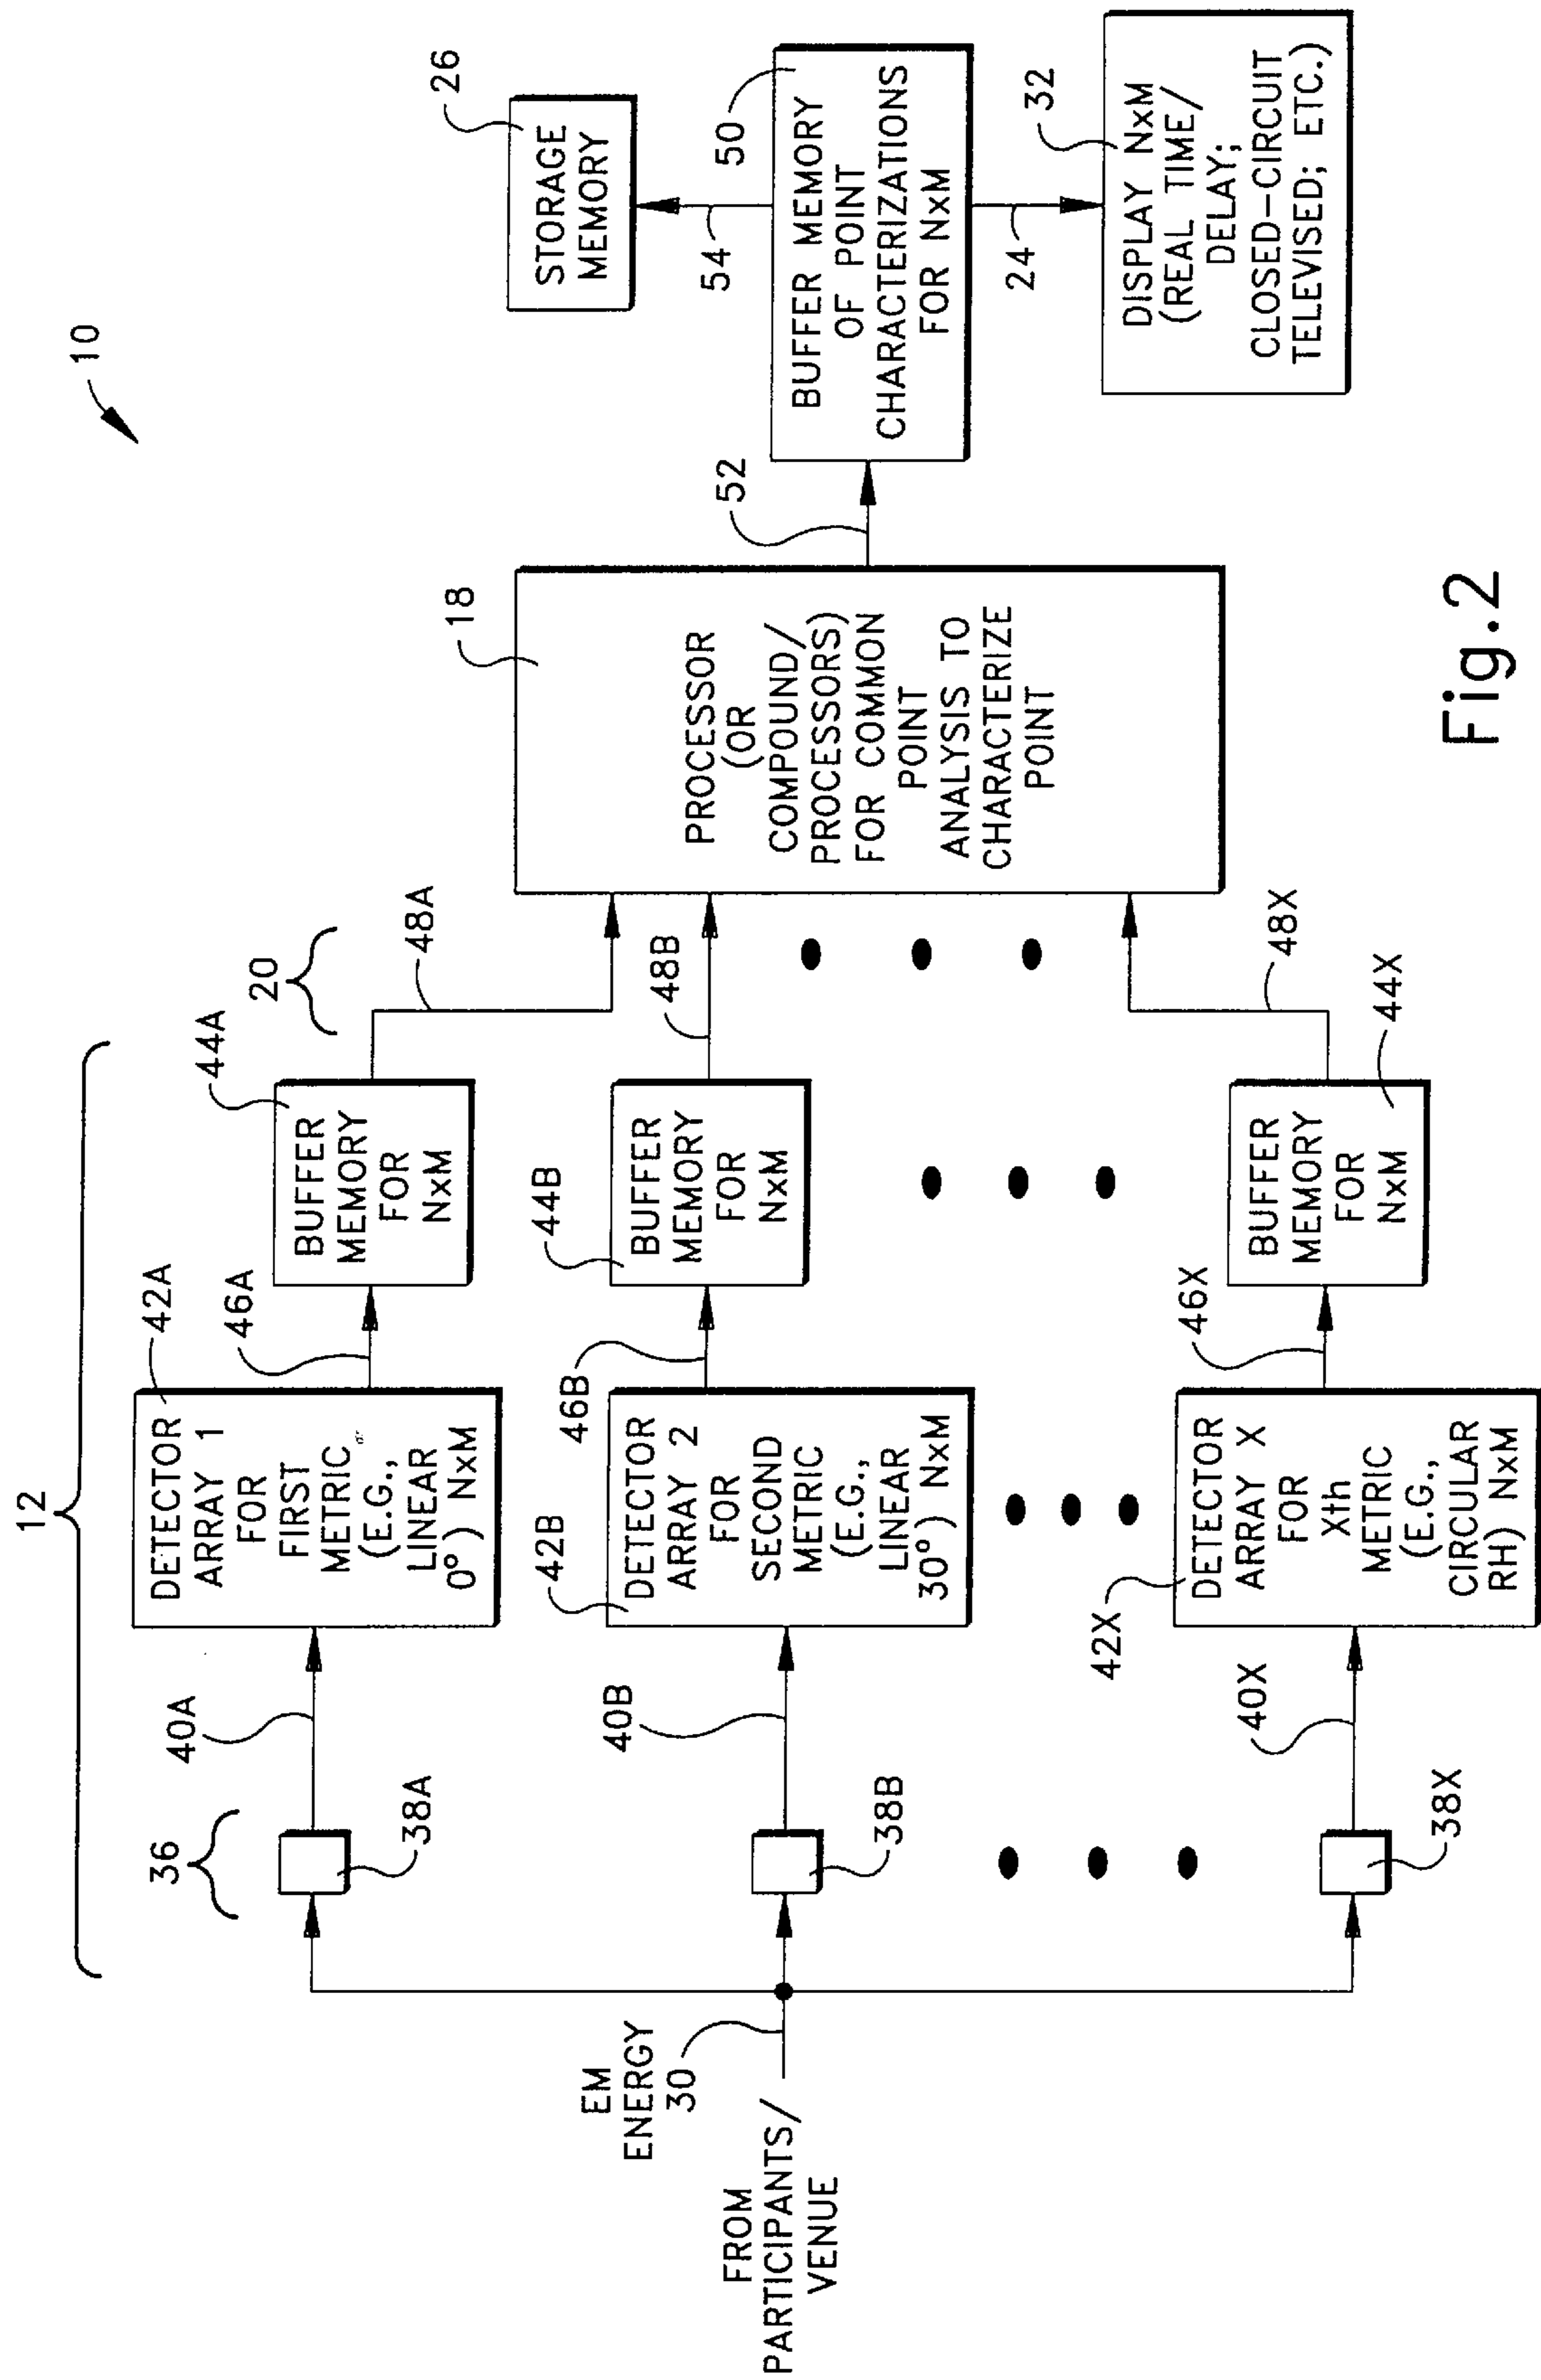 10
12
36
20
38A
40A
42A
DETECTOR
ARRAY 1
FOR
FIRST
METRIC
(E.G.,
LINEAR
0°) NxM
46A
44A
BUFFER
MEMORY
FOR
NxM
48A
FROM
PARTICIPANTS/
VENUE
EM
ENERGY
30
38B
40B
42B
DETECTOR
ARRAY 2
FOR
SECOND
METRIC
(E.G.,
LINEAR
30°) NxM
46B
44B
BUFFER
MEMORY
FOR
NxM
48B
38X
40X
42X
DETECTOR
ARRAY X
FOR
Xth
METRIC
(E.G.,
CIRCULAR
RH) NxM
46X
44X
BUFFER
MEMORY
FOR
NxM
48X
18
PROCESSOR
(OR
COMPOUND/
PROCESSORS)
FOR COMMON
POINT
ANALYSIS TO
CHARACTERIZE
POINT
52
26
STORAGE
MEMORY
54
50
BUFFER MEMORY
OF POINT
CHARACTERIZATIONS
FOR NxM
24
32
DISPLAY NxM
(REAL TIME/
DELAY;
CLOSED-CIRCUIT
TELEVISED; ETC.)
Fig.2